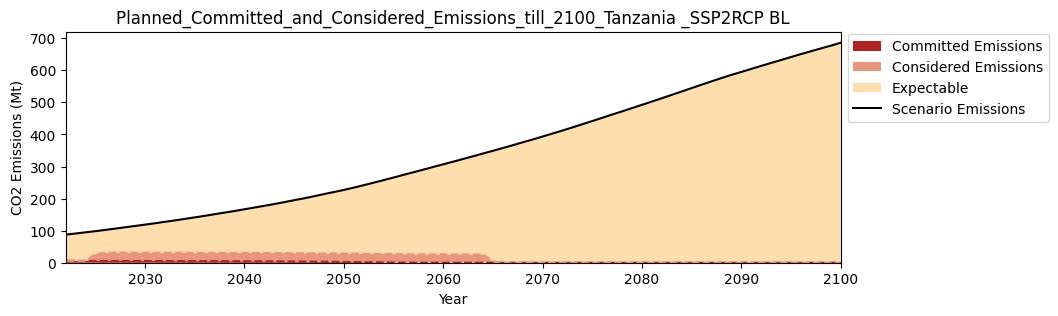 Planned_Committed_and_Considered_Emissions_till_2100_Tanzania _SSP2RCP BL
700
600
500
400
300
200
100
0
CO2 Emissions (Mt)
2030 2040 2050 2060 2070 2080 2090 2100
Year
Committed Emissions
Considered Emissions
Expectable
Scenario Emissions